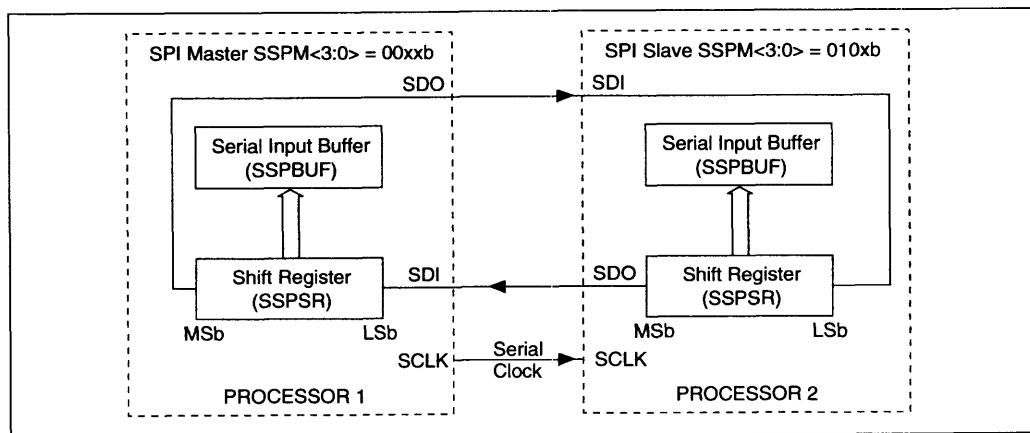 SPI Master SSPM<3:0> = 00xxb
SDO
Serial Input Buffer
(SSPBUF)
Shift Register
(SSPSR)
SDI
MSb
LSb
SCLK
PROCESSOR 1
Serial
Clock
SPI Slave SSPM<3:0> = 010xb
SDI
Serial Input Buffer
(SSPBUF)
SDO
Shift Register
(SSPSR)
MSb
LSb
SCLK
PROCESSOR 2